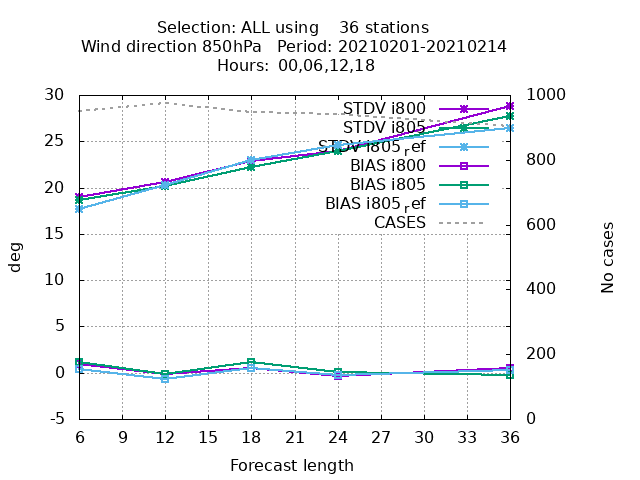 Selection: ALL using 36 stations
Wind direction 850hPa Period: 20210201-20210214
Hours: 00,06,12,18
30
25
20
15
10
5
0
-5
deg
STDV i800
STDV i805
STDV i805ref
BIAS i800
BIAS i805
BIAS i805ref
CASES
1000
800
600
400
200
0
No cases
6 9 12 15 18 21 24 27 30 33 36
Forecast length